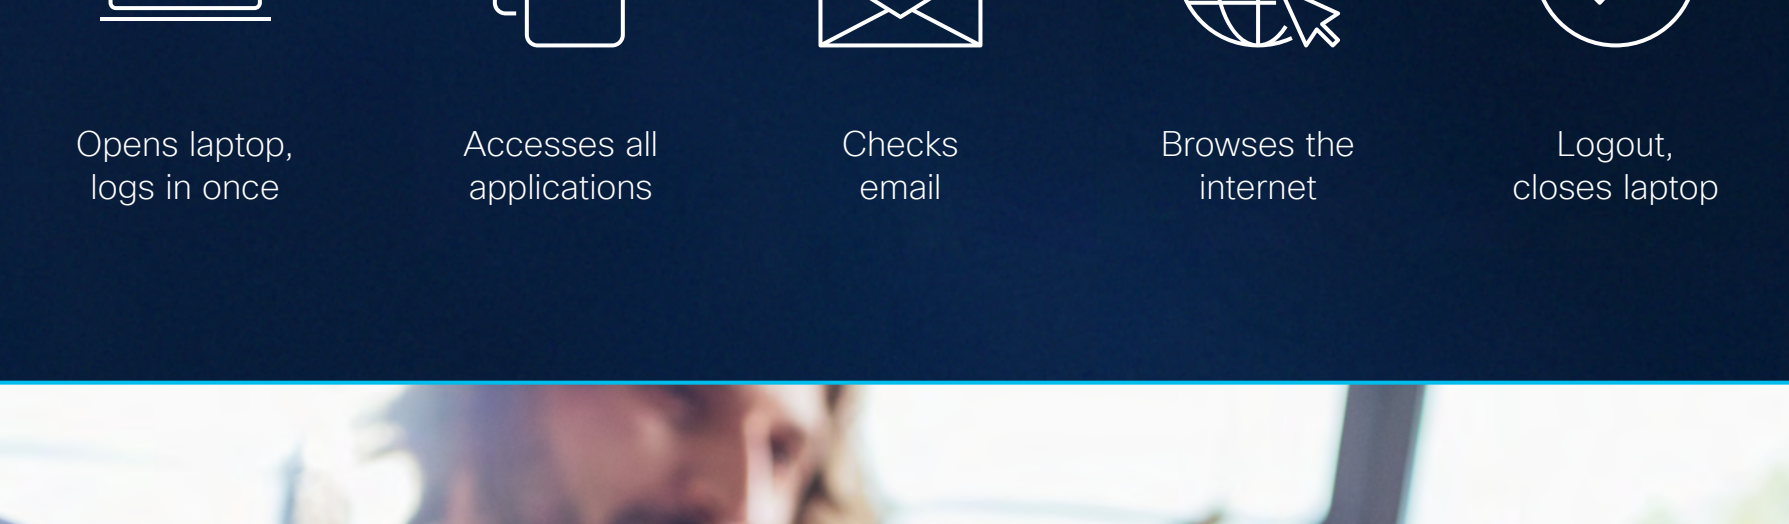 Opens laptop,
logs in once
Accesses all
applications
Checks
email
Browses the
internet
Logout,
closes laptop